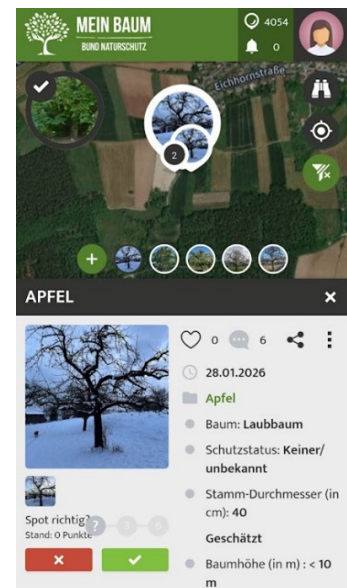 MEIN BAUM
BUND NATURSCHUTZ
4054
0
Eichhornstraße
2
+
APFEL
×
0
6
28.01.2026
Apfel
Baum: Laubbaum
Schutzstatus: Keiner/
unbekannt
Stamm-Durchmesser (in
cm): 40
Geschätzt
Baumhöhe (in m) : < 10
m
Spot richtig?
?
3
Stand: 0 Punkte